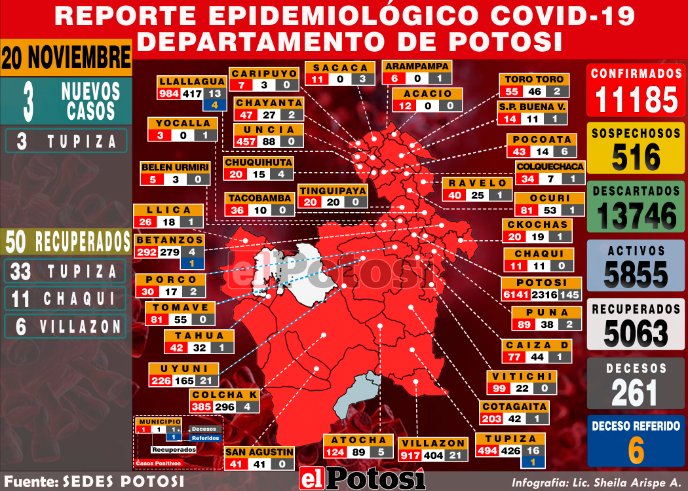 REPORTE EPIDEMIOLÓGICO COVID-19
DEPARTAMENTO DE POTOSI
20 NOVIEMBRE
3 NUEVOS CASOS
3 TUPIZA
50 RECUPERADOS
33 TUPIZA
11 CHAQUI
6 VILLAZON
LLALLAGUA
984 417 13
4
CARIPUYO
7 3 0
SACACA
11 0 3
ARAMPAMPA
6 0 1
ACACIO
12 0 0
TORO TORO
55 46 2
CHAYANTA
47 27 2
S.P. BUENA V.
14 11 1
YOCALLA
3 0 1
UNCIA
457 88 0
POCOATA
43 14 6
BELEN URMIRI
5 3 0
CHUQUIHUTA
20 15 4
COLQUECHACA
34 7 1
TINGUIPAYA
20 20 0
RAVELO
40 25 1
TACOBAMBA
36 10 0
OCURI
81 53 1
LLICA
26 18 1
CKOCHAS
20 19 1
BETANZOS
292 279 4
1
CHAQUI
11 11 0
PORCO
30 17 2
POTOSI
6141 2316 145
TOMAVE
81 55 0
PUNA
89 38 2
TAHUA
42 32 1
CAIZA D
77 44 1
UYUNI
226 165 21
VITICHI
99 22 0
COLCHA K
385 296 4
COTAGAITA
203 42 1
SAN AGUSTIN
41 41 0
ATOCHA
124 89 5
VILLAZON
917 404 21
TUPIZA
494 426 16
1
MUNICIPIO
1 1 1
1
Decesos
Referidos
Recuperados
Casos Positivos
elPotosí
CONFIRMADOS
11185
SOSPECHOSOS
516
DESCARTADOS
13746
ACTIVOS
5855
RECUPERADOS
5063
DECESOS
261
DECESO REFERIDO
6
Fuente: SEDES POTOSI
elPotosí
Infografía: Lic. Sheila Arispe A.